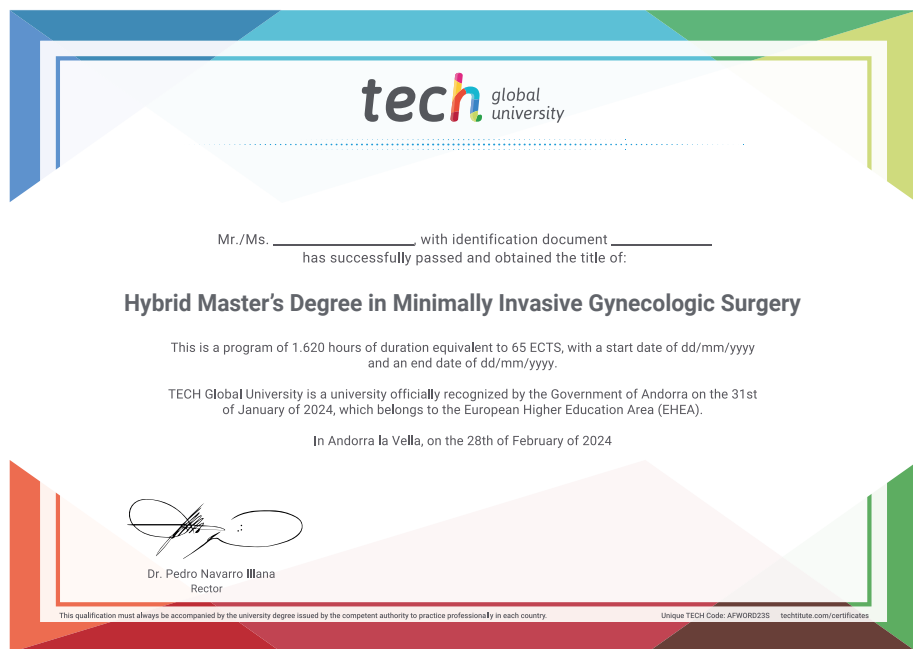 tech global university
Mr./Ms. ____________, with identification document ____________
has successfully passed and obtained the title of:
Hybrid Master's Degree in Minimally Invasive Gynecologic Surgery
This is a program of 1.620 hours of duration equivalent to 65 ECTS, with a start date of dd/mm/yyyy
and an end date of dd/mm/yyyy.
TECH Global University is a university officially recognized by the Government of Andorra on the 31st
of January of 2024, which belongs to the European Higher Education Area (EHEA).
In Andorra la Vella, on the 28th of February of 2024
Dr. Pedro Navarro Illana
Rector
This qualification must always be accompanied by the university degree issued by the competent authority to practice professionally in each country.
Unique TECH Code: AFWORD23S techtitute.com/certificates